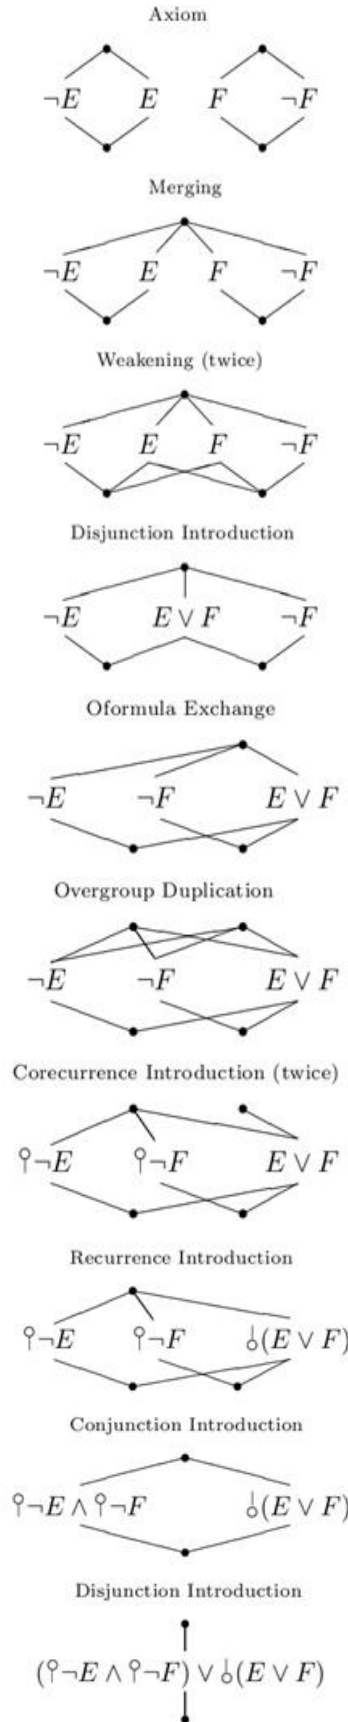 Axiom
¬E E F ¬F
Merging
¬E E F ¬F
Weakening (twice)
¬E E F ¬F
Disjunction Introduction
¬E E ∨ F ¬F
Oformula Exchange
¬E ¬F E ∨ F
Overgroup Duplication
¬E ¬F E ∨ F
Corecurrence Introduction (twice)
⫯¬E ⫯¬F E ∨ F
Recurrence Introduction
⫯¬E ⫯¬F ⫰(E ∨ F)
Conjunction Introduction
⫯¬E ∧ ⫯¬F ⫰(E ∨ F)
Disjunction Introduction
(⫯¬E ∧ ⫯¬F) ∨ ⫰(E ∨ F)